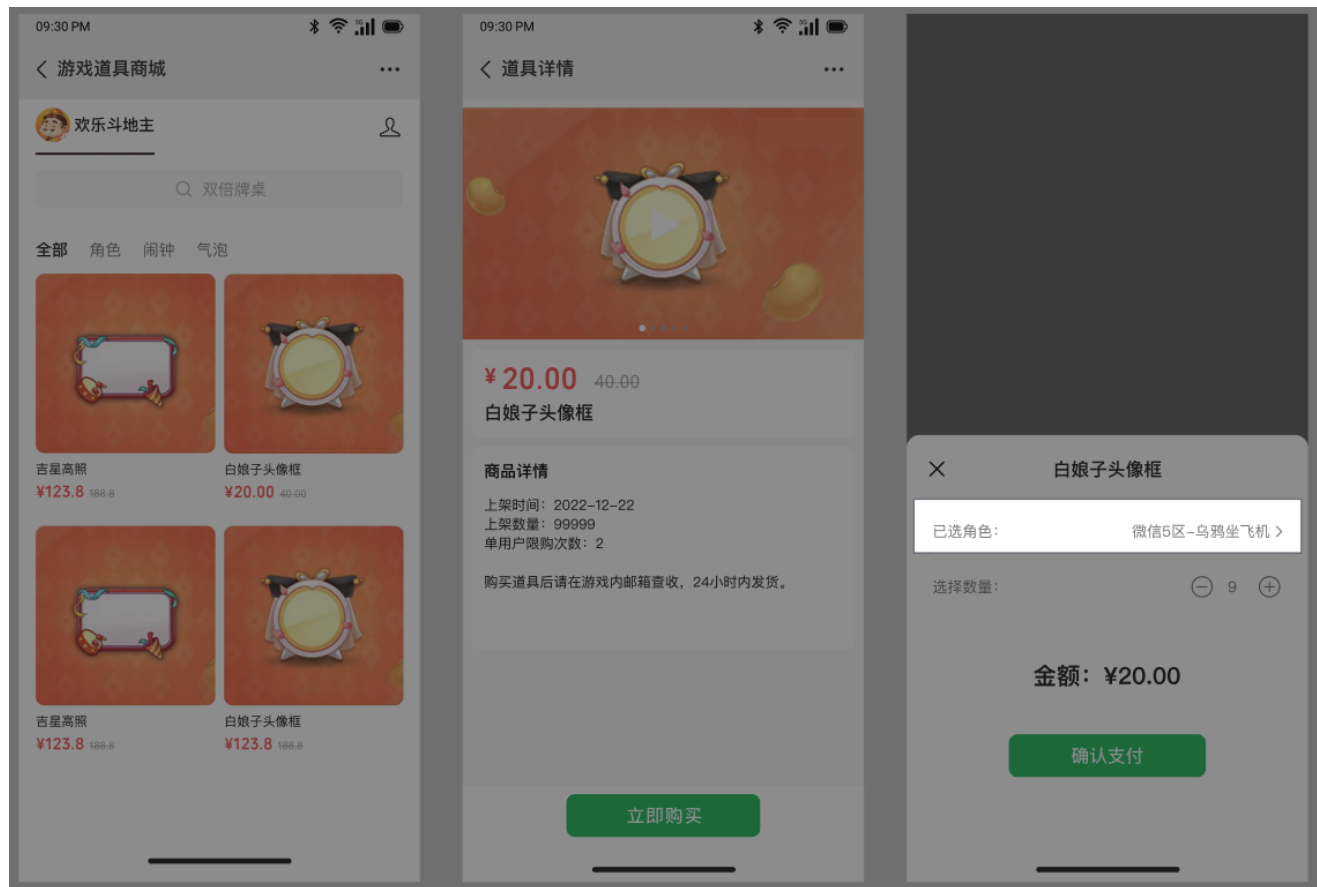 09:30 PM
5G
游戏道具商城
欢乐斗地主
双倍牌桌
全部 角色 闹钟 气泡
吉星高照
¥123.8 188.8
白娘子头像框
¥20.00 40.00
吉星高照
¥123.8 188.8
白娘子头像框
¥123.8 188.8
09:30 PM
5G
道具详情
¥20.00 40.00
白娘子头像框
商品详情
上架时间：2022-12-22
上架数量：99999
单用户限购次数：2
购买道具后请在游戏内邮箱查收，24小时内发货。
立即购买
白娘子头像框
已选角色： 微信5区-乌鸦坐飞机
选择数量： 9
金额：¥20.00
确认支付